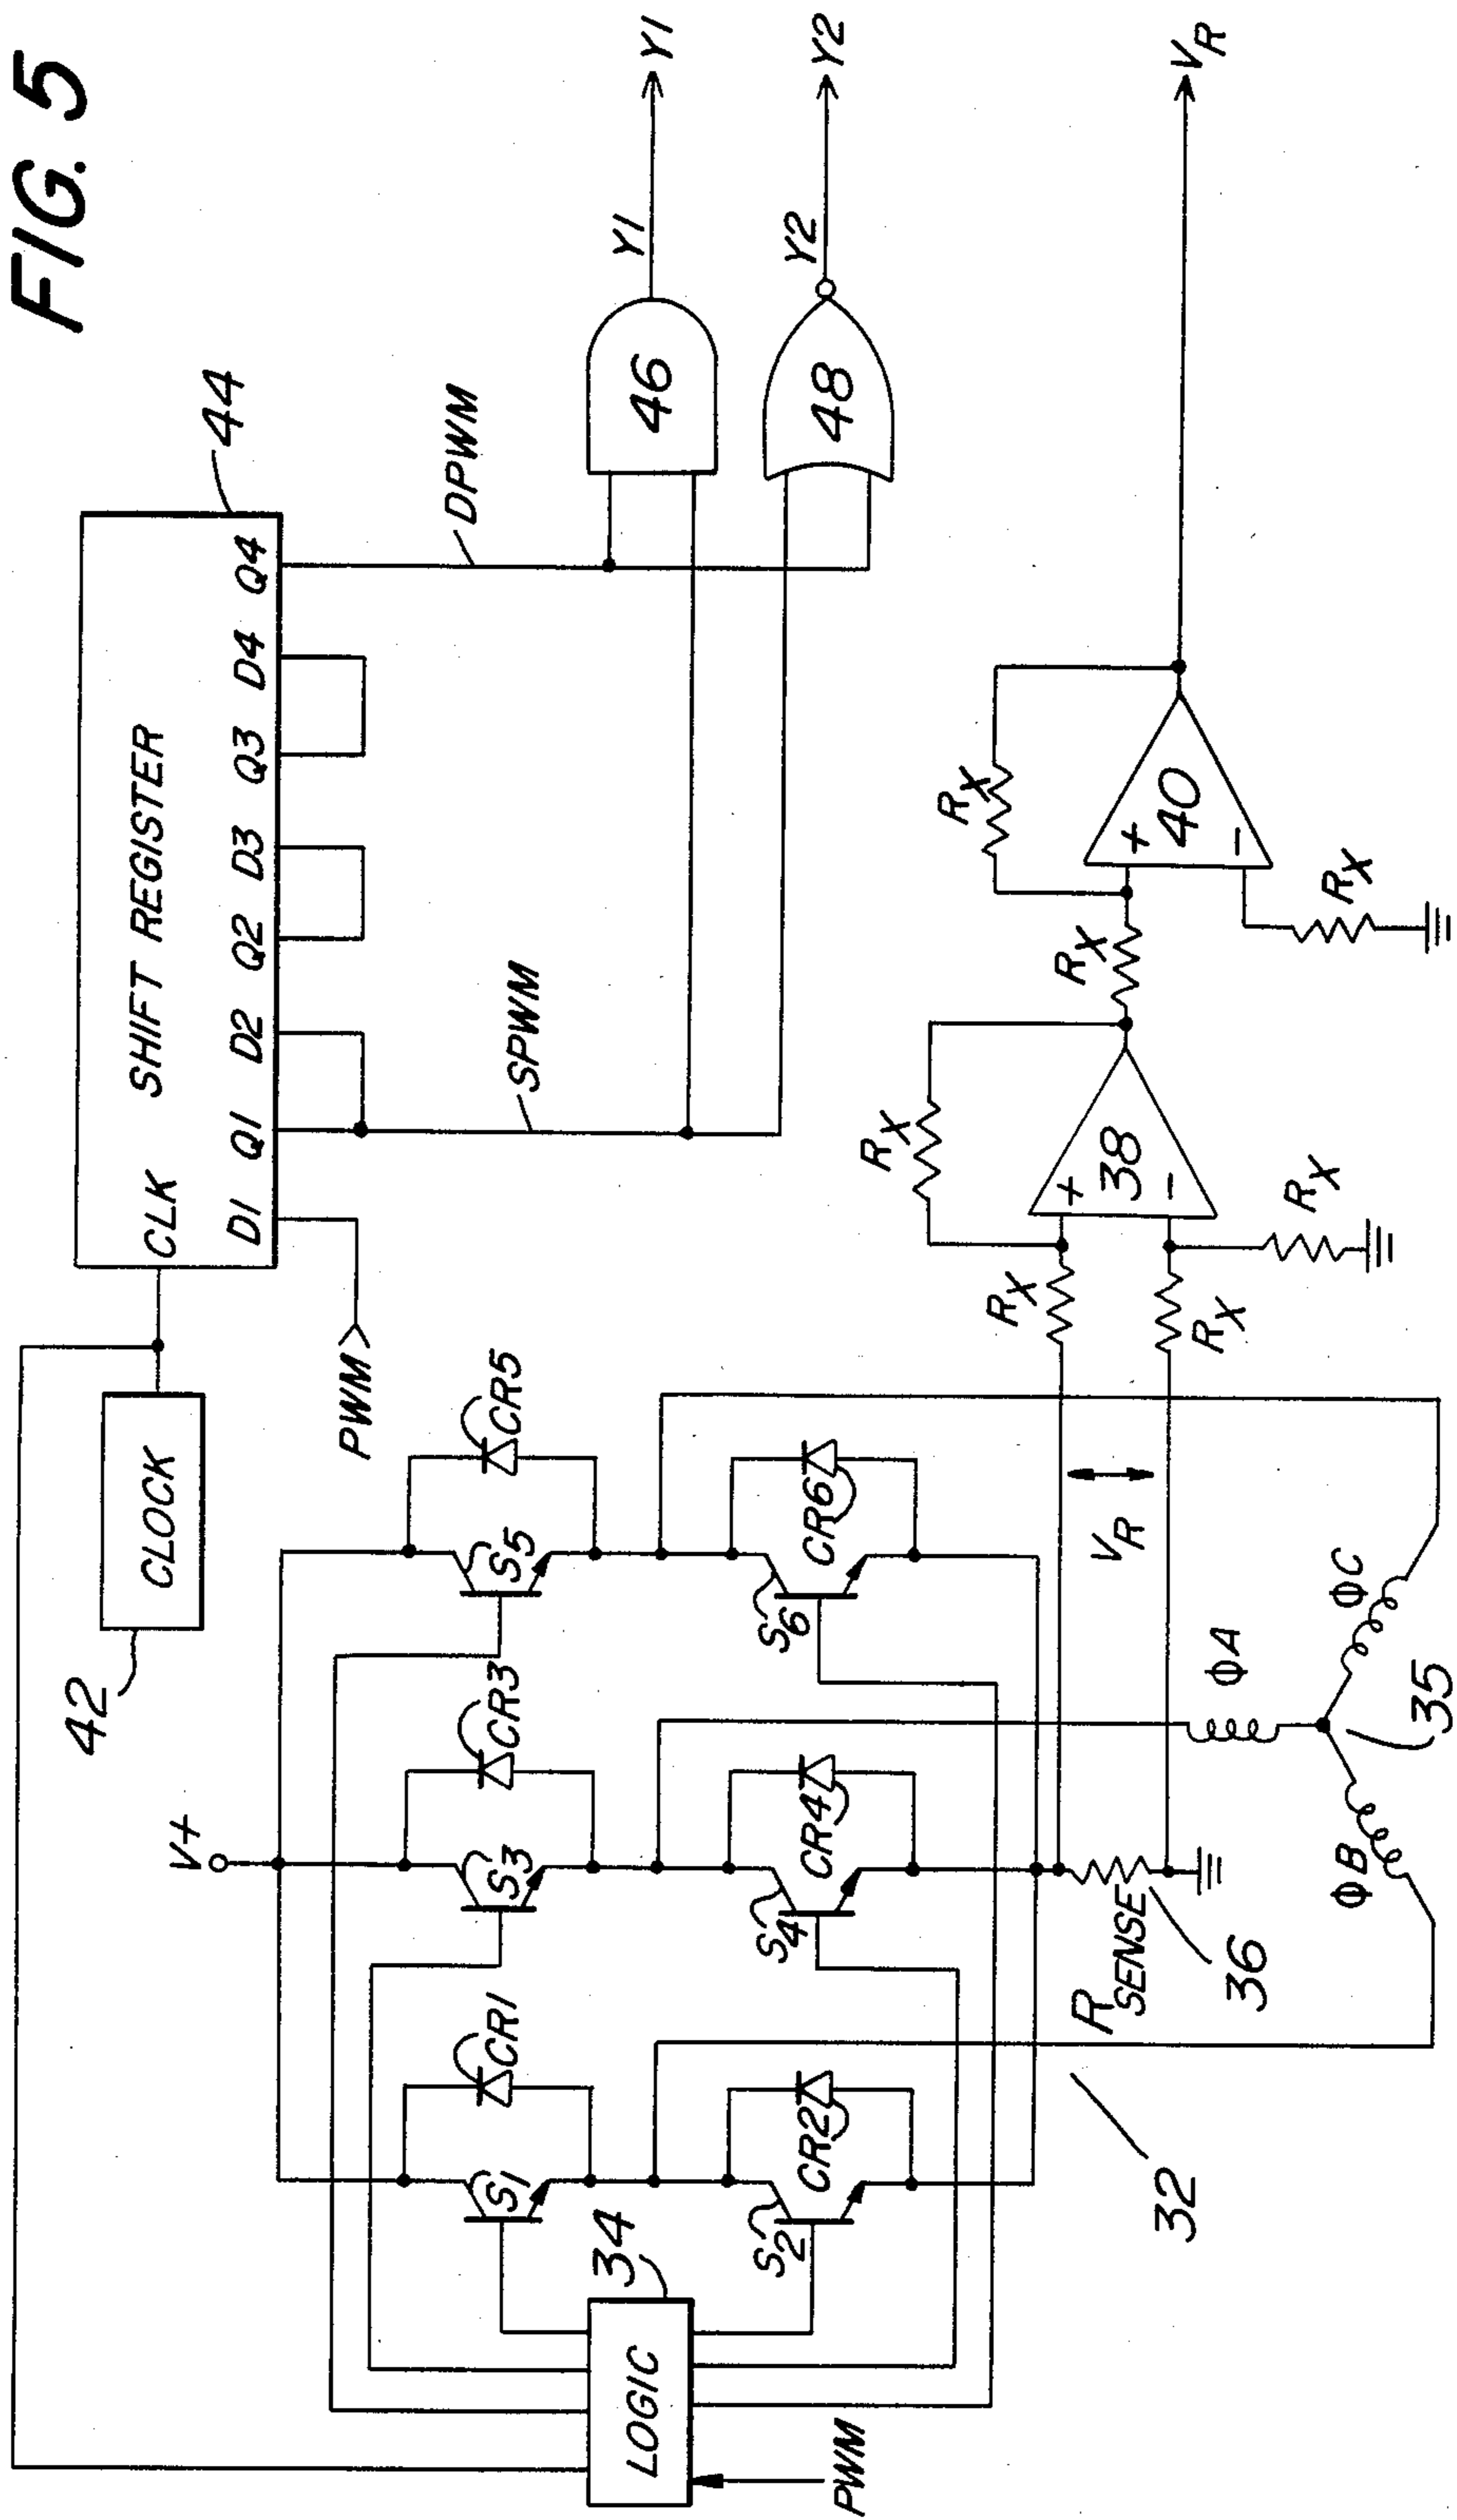 FIG. 5
42
CLOCK
CLK
SHIFT REGISTER
44
D1 Q1 D2 Q2 D3 Q3 D4 Q4
PWM
SPWM
DPWM
V+
S1
CR1
S3
CR3
S5
CR5
34
LOGIC
PWM
S2
CR2
S4
CR4
S6
CR6
46
Y1
Y1
48
Y2
Y2
32
RSENSE
36
VR
RX
RX
RX
+
38
-
RX
RX
RX
+
40
-
RX
VR
ΦA
ΦB
ΦC
35